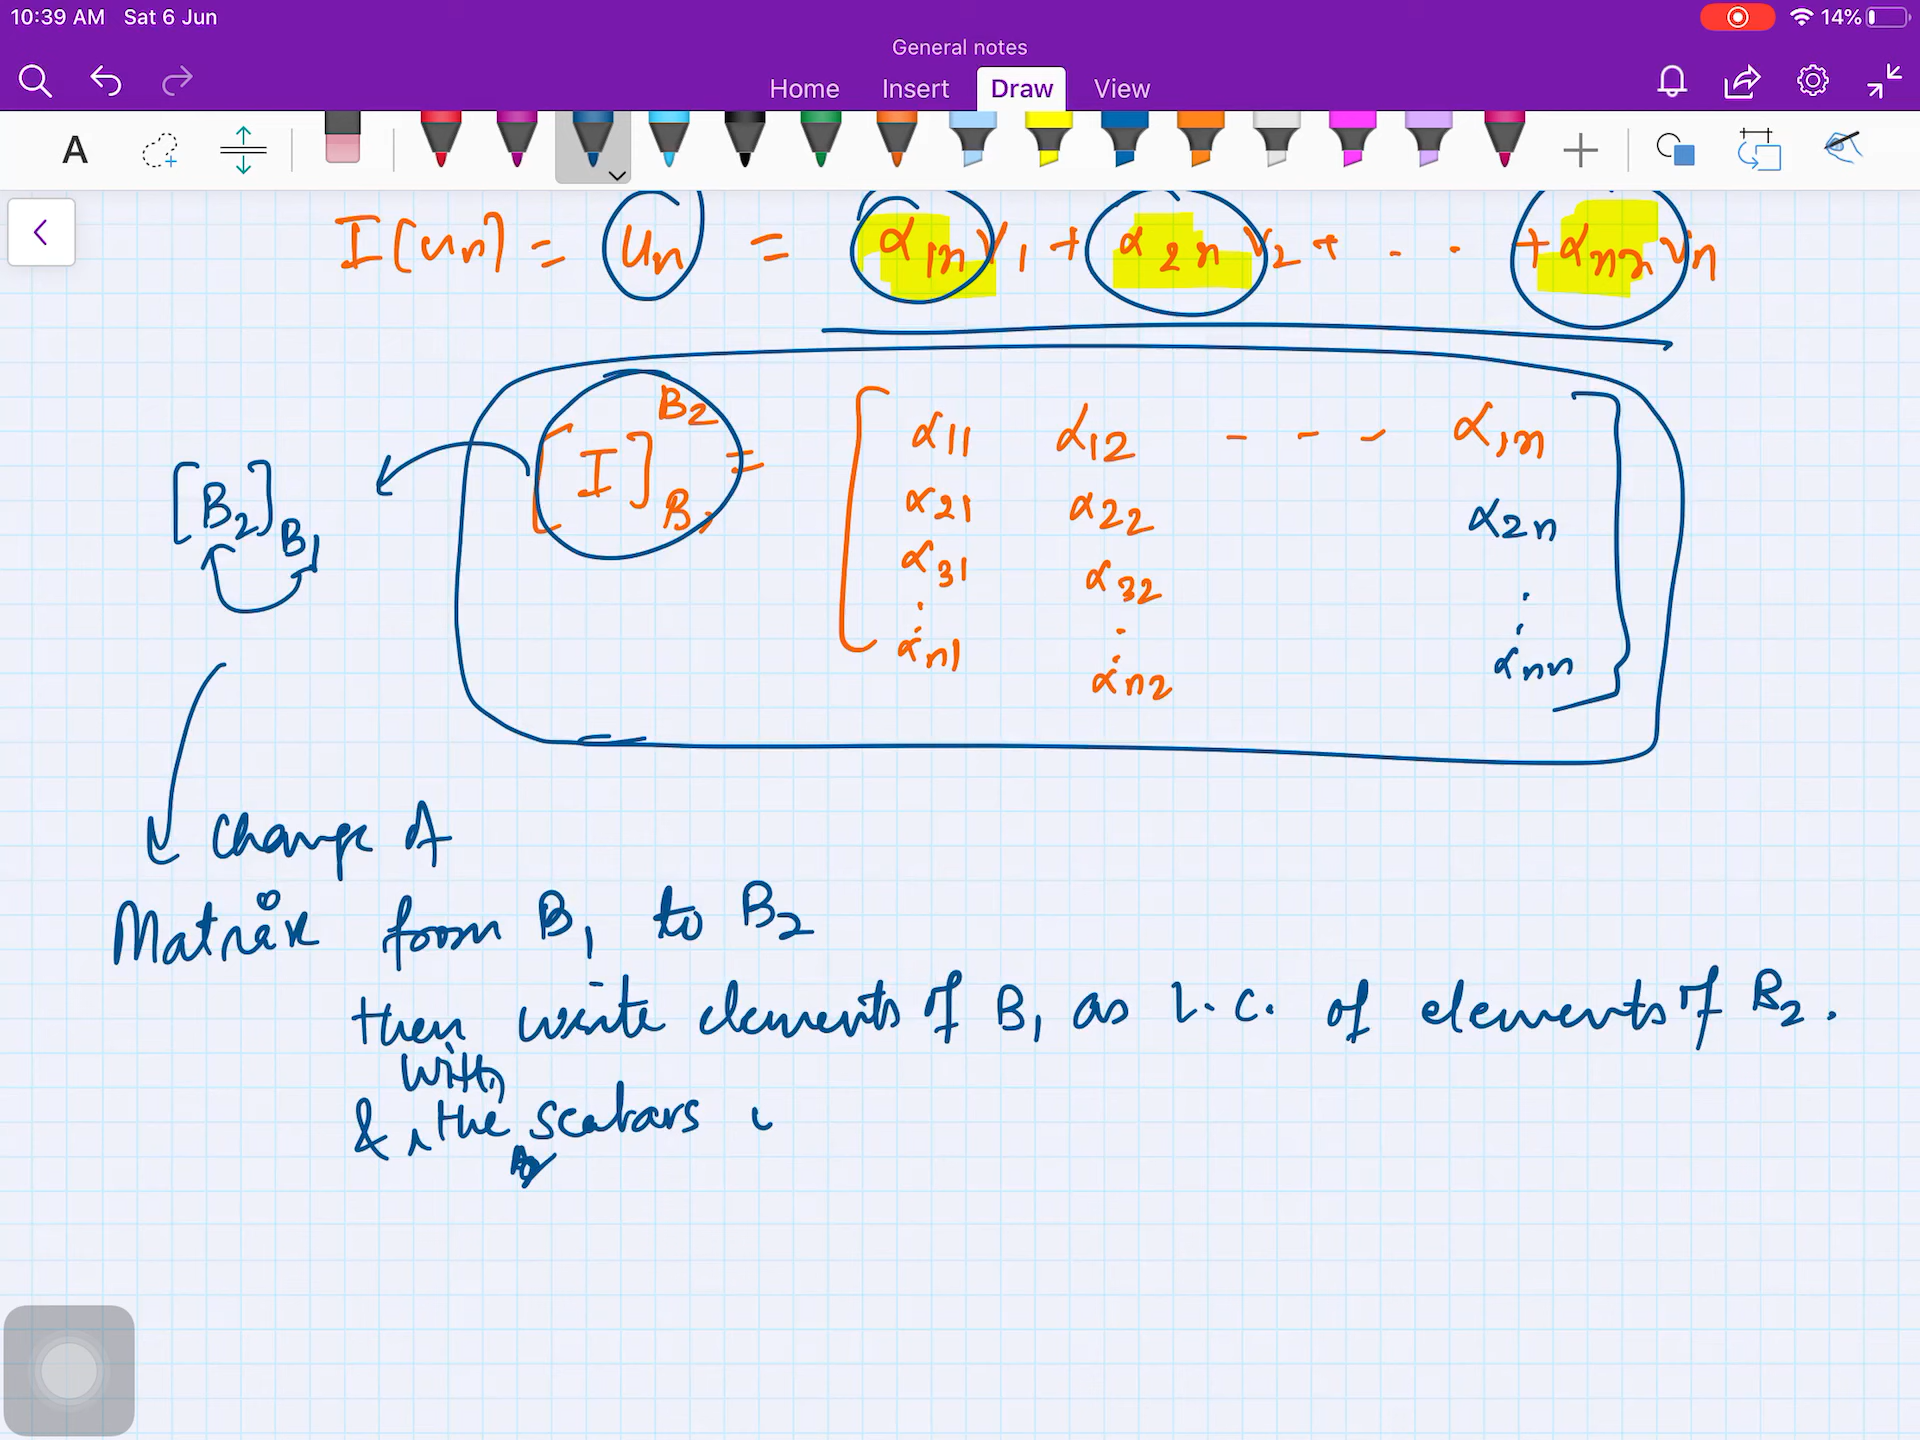 10:39 AM Sat 6 Jun
14%
General notes
Home Insert Draw View
A
I(un) = un = α1n v1 + α2n v2 + . . + αnn vn
[I]B2 B1 = [ α11 α12 - - - α1n
α21 α22 α2n
α31 α32 .
. . .
αn1 αn2 αnn ]
[B2]B1
Change of
Matrix from B1 to B2
then write elements of B1 as l.c. of elements of B2.
with
& the scalars